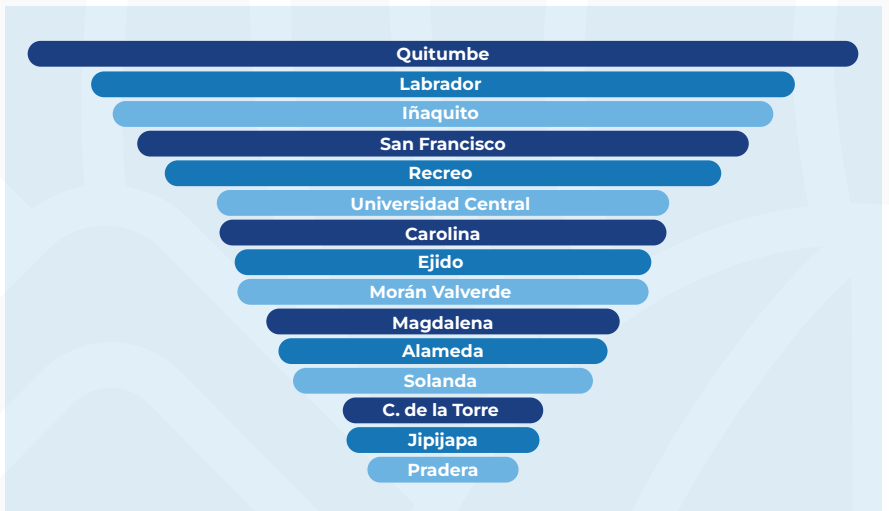 Quitumbe
Labrador
Iñaquito
San Francisco
Recreo
Universidad Central
Carolina
Ejido
Morán Valverde
Magdalena
Alameda
Solanda
C. de la Torre
Jipijapa
Pradera